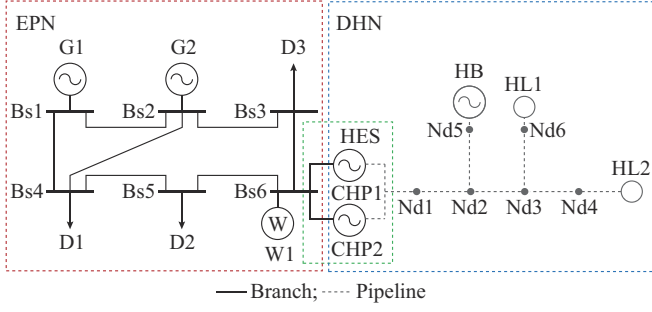 EPN
DHN
G1
G2
D3
HB
HL1
Bs1
Bs2
Bs3
HES
Nd5
Nd6
HL2
Bs4
Bs5
Bs6
CHP1
Nd1
Nd2
Nd3
Nd4
W
D1
D2
W1
CHP2
Branch; Pipeline